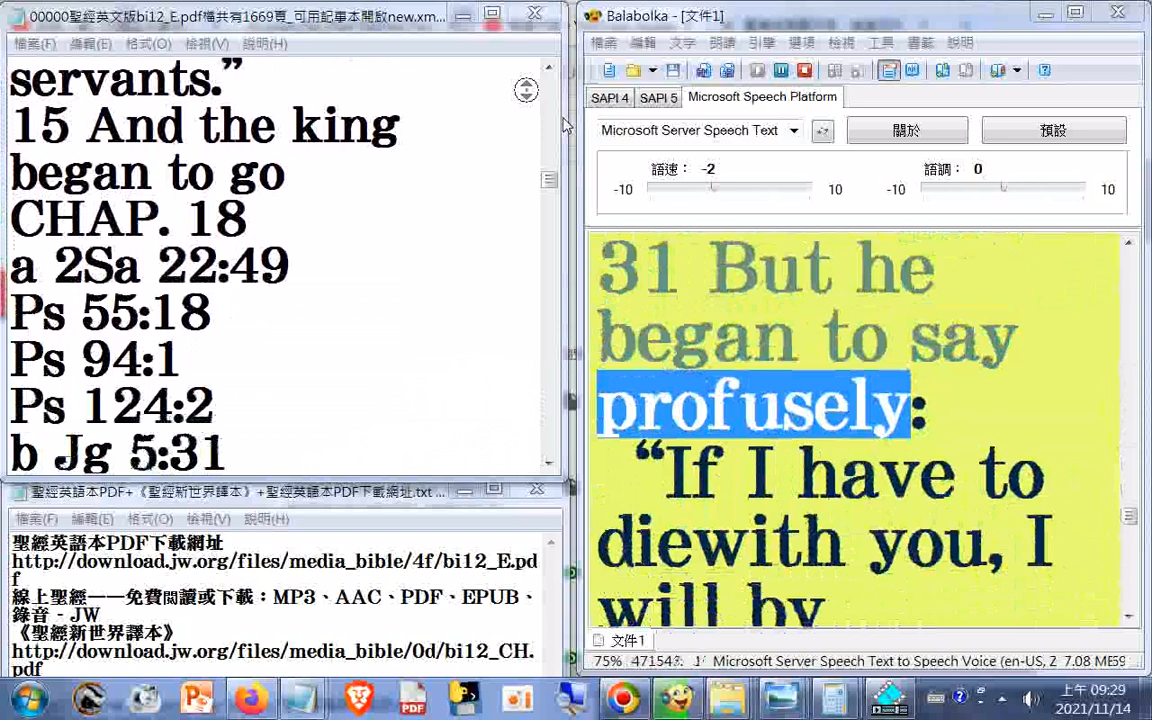 00000聖經英文版bi12_E.pdf檔共有1669頁_可用記事本開啟new.xm...
檔案(F) 編輯(E) 格式(O) 檢視(V) 說明(H)
servants.”
15 And the king
began to go
CHAP. 18
a 2Sa 22:49
Ps 55:18
Ps 94:1
Ps 124:2
b Jg 5:31
聖經英語本PDF+《聖經新世界譯本》+聖經英語本PDF下載網址.txt ...
檔案(F) 編輯(E) 格式(O) 檢視(V) 說明(H)
聖經英語本PDF下載網址
http://download.jw.org/files/media_bible/4f/bi12_E.pd
f
線上聖經——免費閱讀或下載：MP3、AAC、PDF、EPUB、
錄音 - JW
《聖經新世界譯本》
http://download.jw.org/files/media_bible/0d/bi12_CH.
pdf
Balabolka - [文件1]
檔案 編輯 文字 朗讀 引擎 選項 檢視 工具 書籤 說明
SAPI 4 SAPI 5 Microsoft Speech Platform
Microsoft Server Speech Text 關於 預設
語速： -2 語調： 0
-10 10 -10 10
31 But he
began to say
profusely:
“If I have to
diewith you, I
will by
文件1
75% Microsoft Server Speech Text to Speech Voice (en-US, 7.08 ME
PDF
上午 09:29
2021/11/14